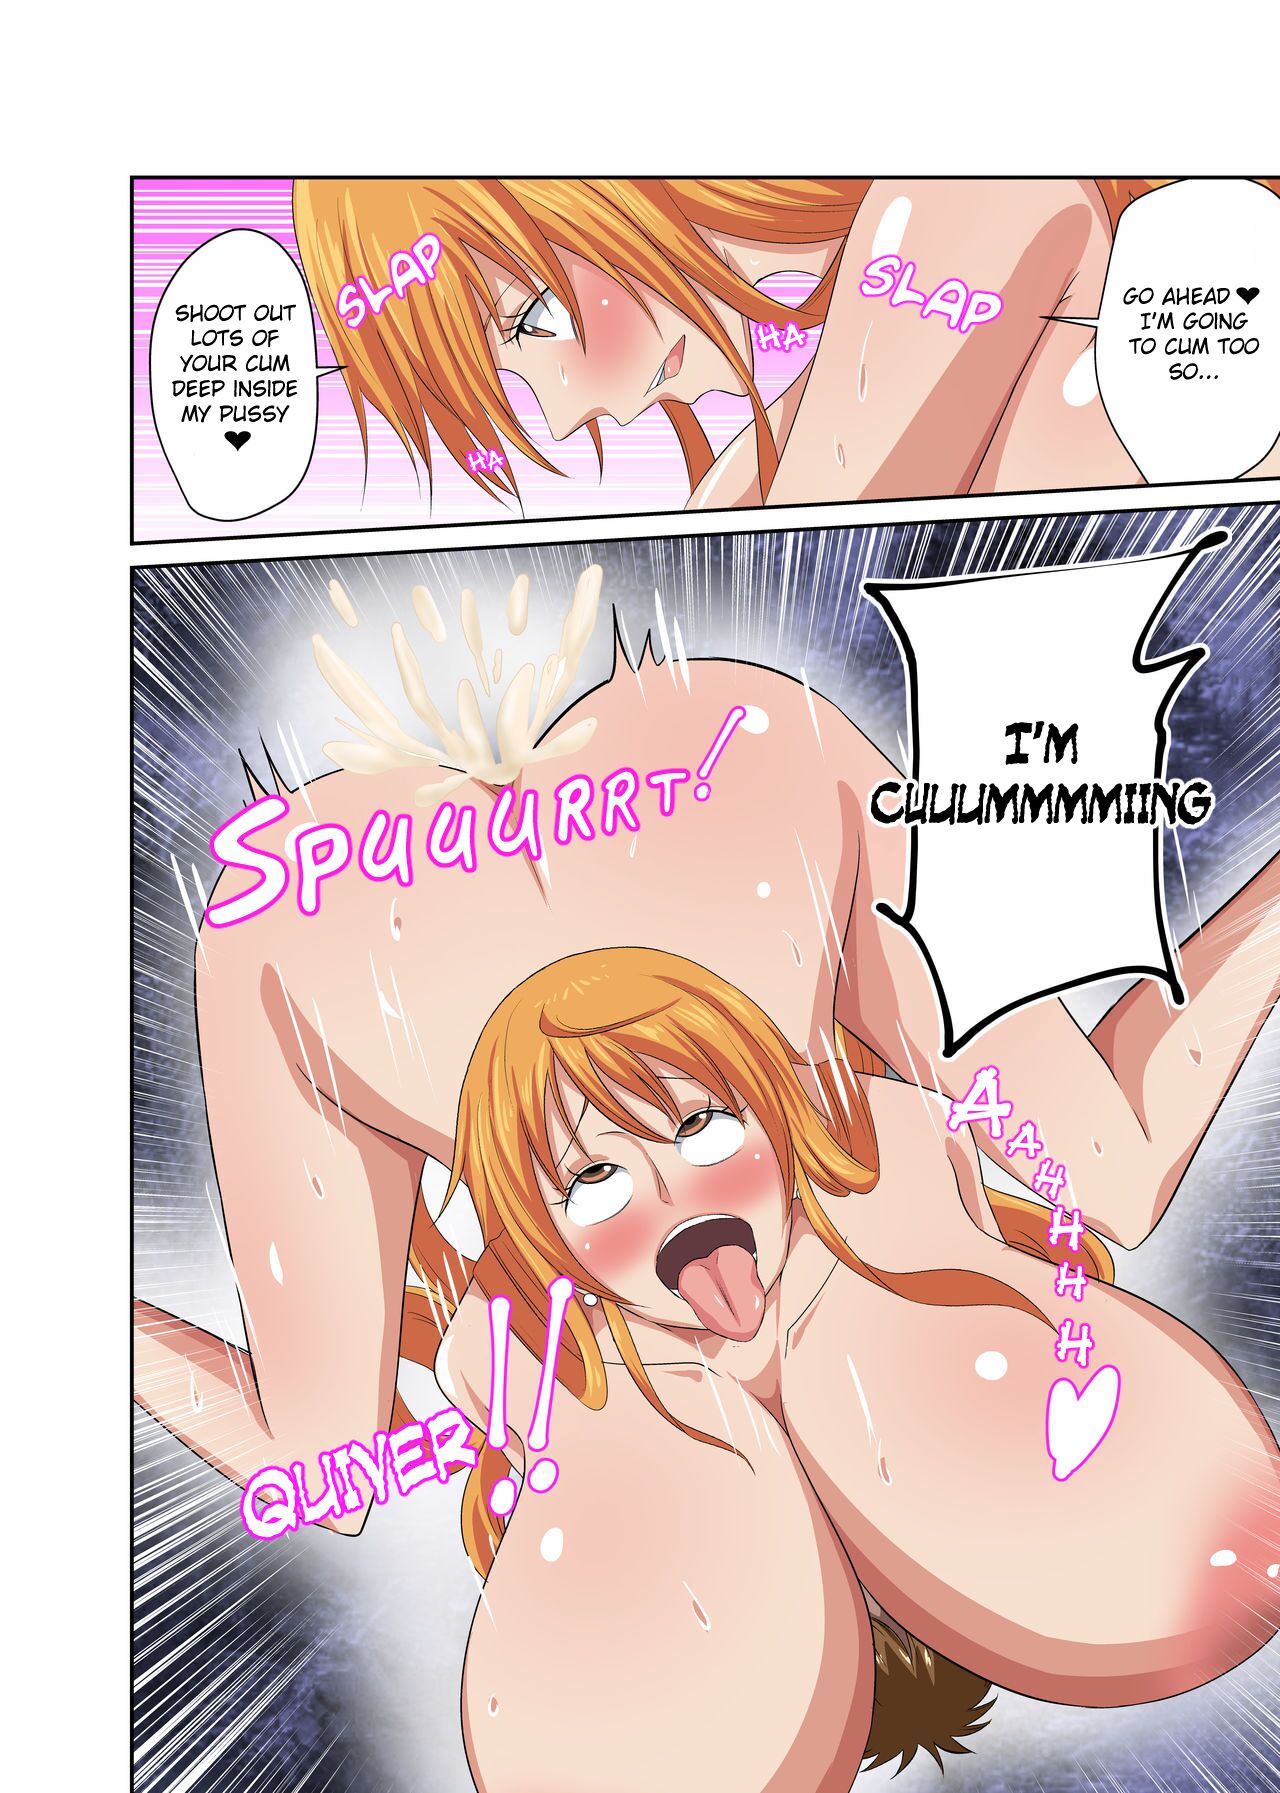 GO AHEAD ♥
I'M GOING
TO CUM TOO
SO...
SLAP
HA
SLAP
HA
SHOOT OUT
LOTS OF
YOUR CUM
DEEP INSIDE
MY PUSSY
♥
I'M
CUUUMMMMIING
SPUUURRT!
AAHHHHH♥
QUIVER!!